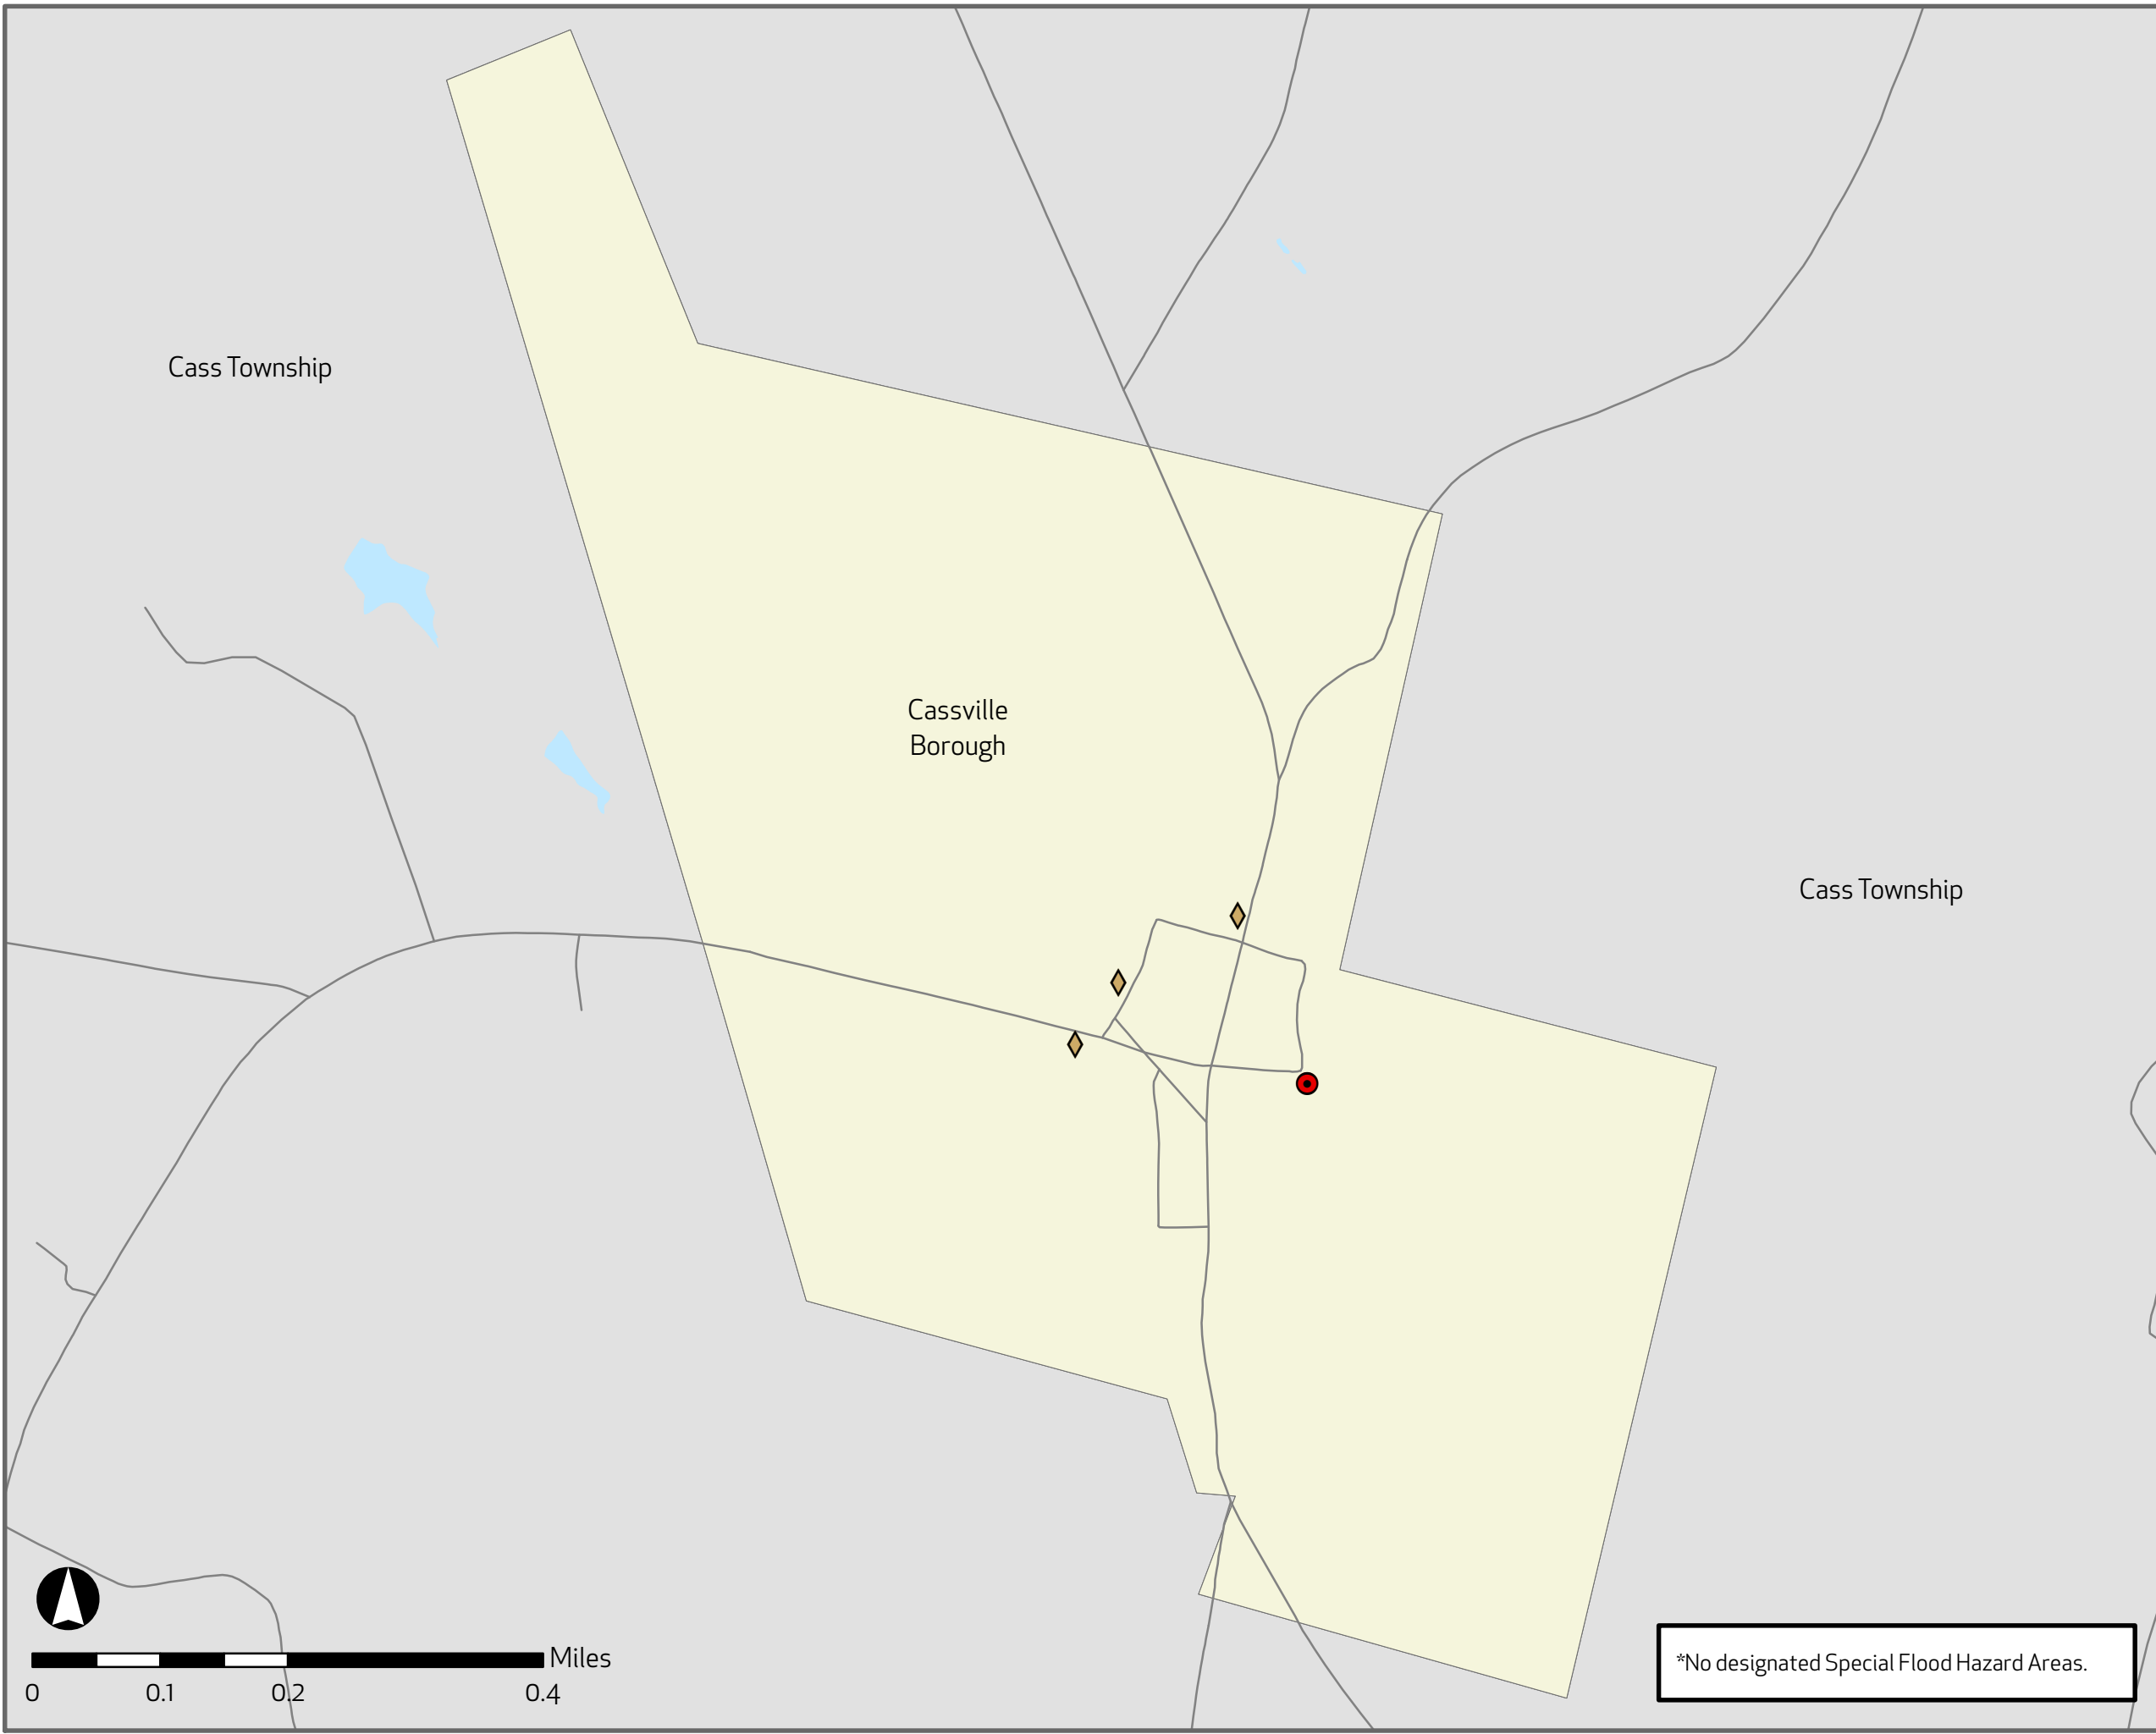 Cass Township
Cassville
Borough
Cass Township
Miles
0 0.1 0.2 0.4
*No designated Special Flood Hazard Areas.